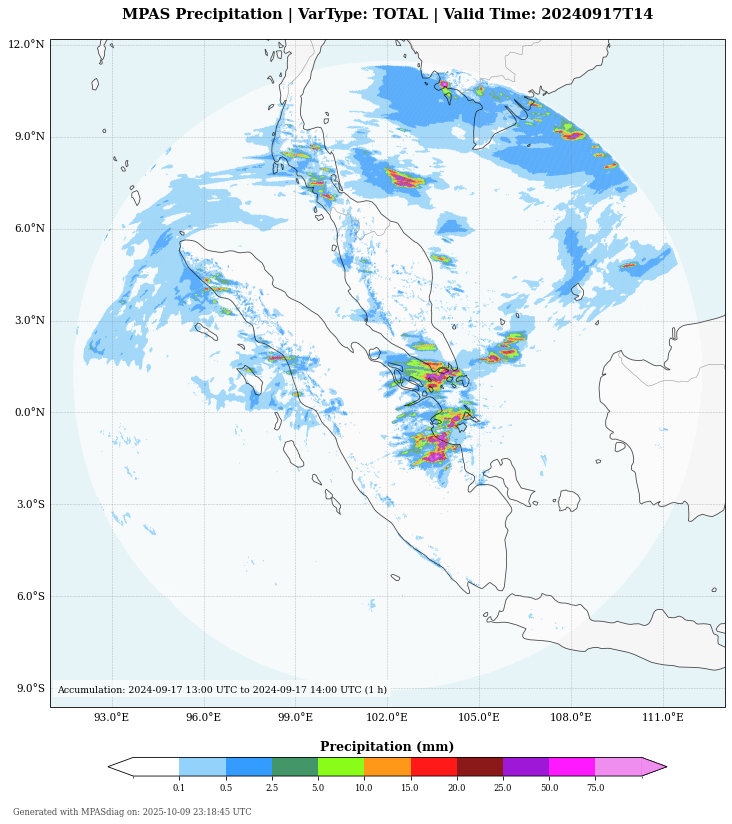 MPAS Precipitation | VarType: TOTAL | Valid Time: 20240917T14
12.0°N
9.0°N
6.0°N
3.0°N
0.0°N
3.0°S
6.0°S
9.0°S
Accumulation: 2024-09-17 13:00 UTC to 2024-09-17 14:00 UTC (1 h)
93.0°E 96.0°E 99.0°E 102.0°E 105.0°E 108.0°E 111.0°E
Precipitation (mm)
0.1 0.5 2.5 5.0 10.0 15.0 20.0 25.0 50.0 75.0
Generated with MPASdiag on: 2025-10-09 23:18:45 UTC